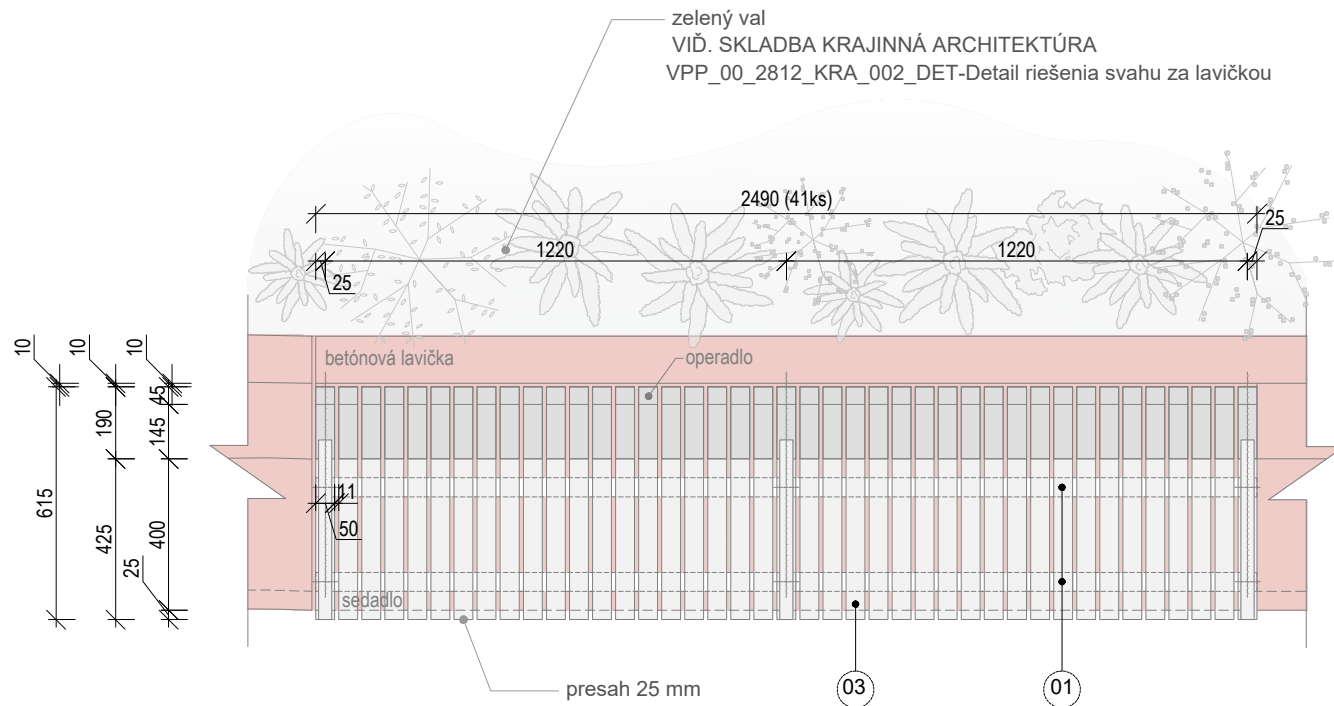 zelený val
VIĎ. SKLADBA KRAJINNÁ ARCHITEKTÚRA
VPP_00_2812_KRA_002_DET-Detail riešenia svahu za lavičkou
2490 (41ks)
25
1220
1220
25
betónová lavička
operadlo
10
10
10
45
190
145
615
425
400
25
11
50
sedadlo
presah 25 mm
03
01